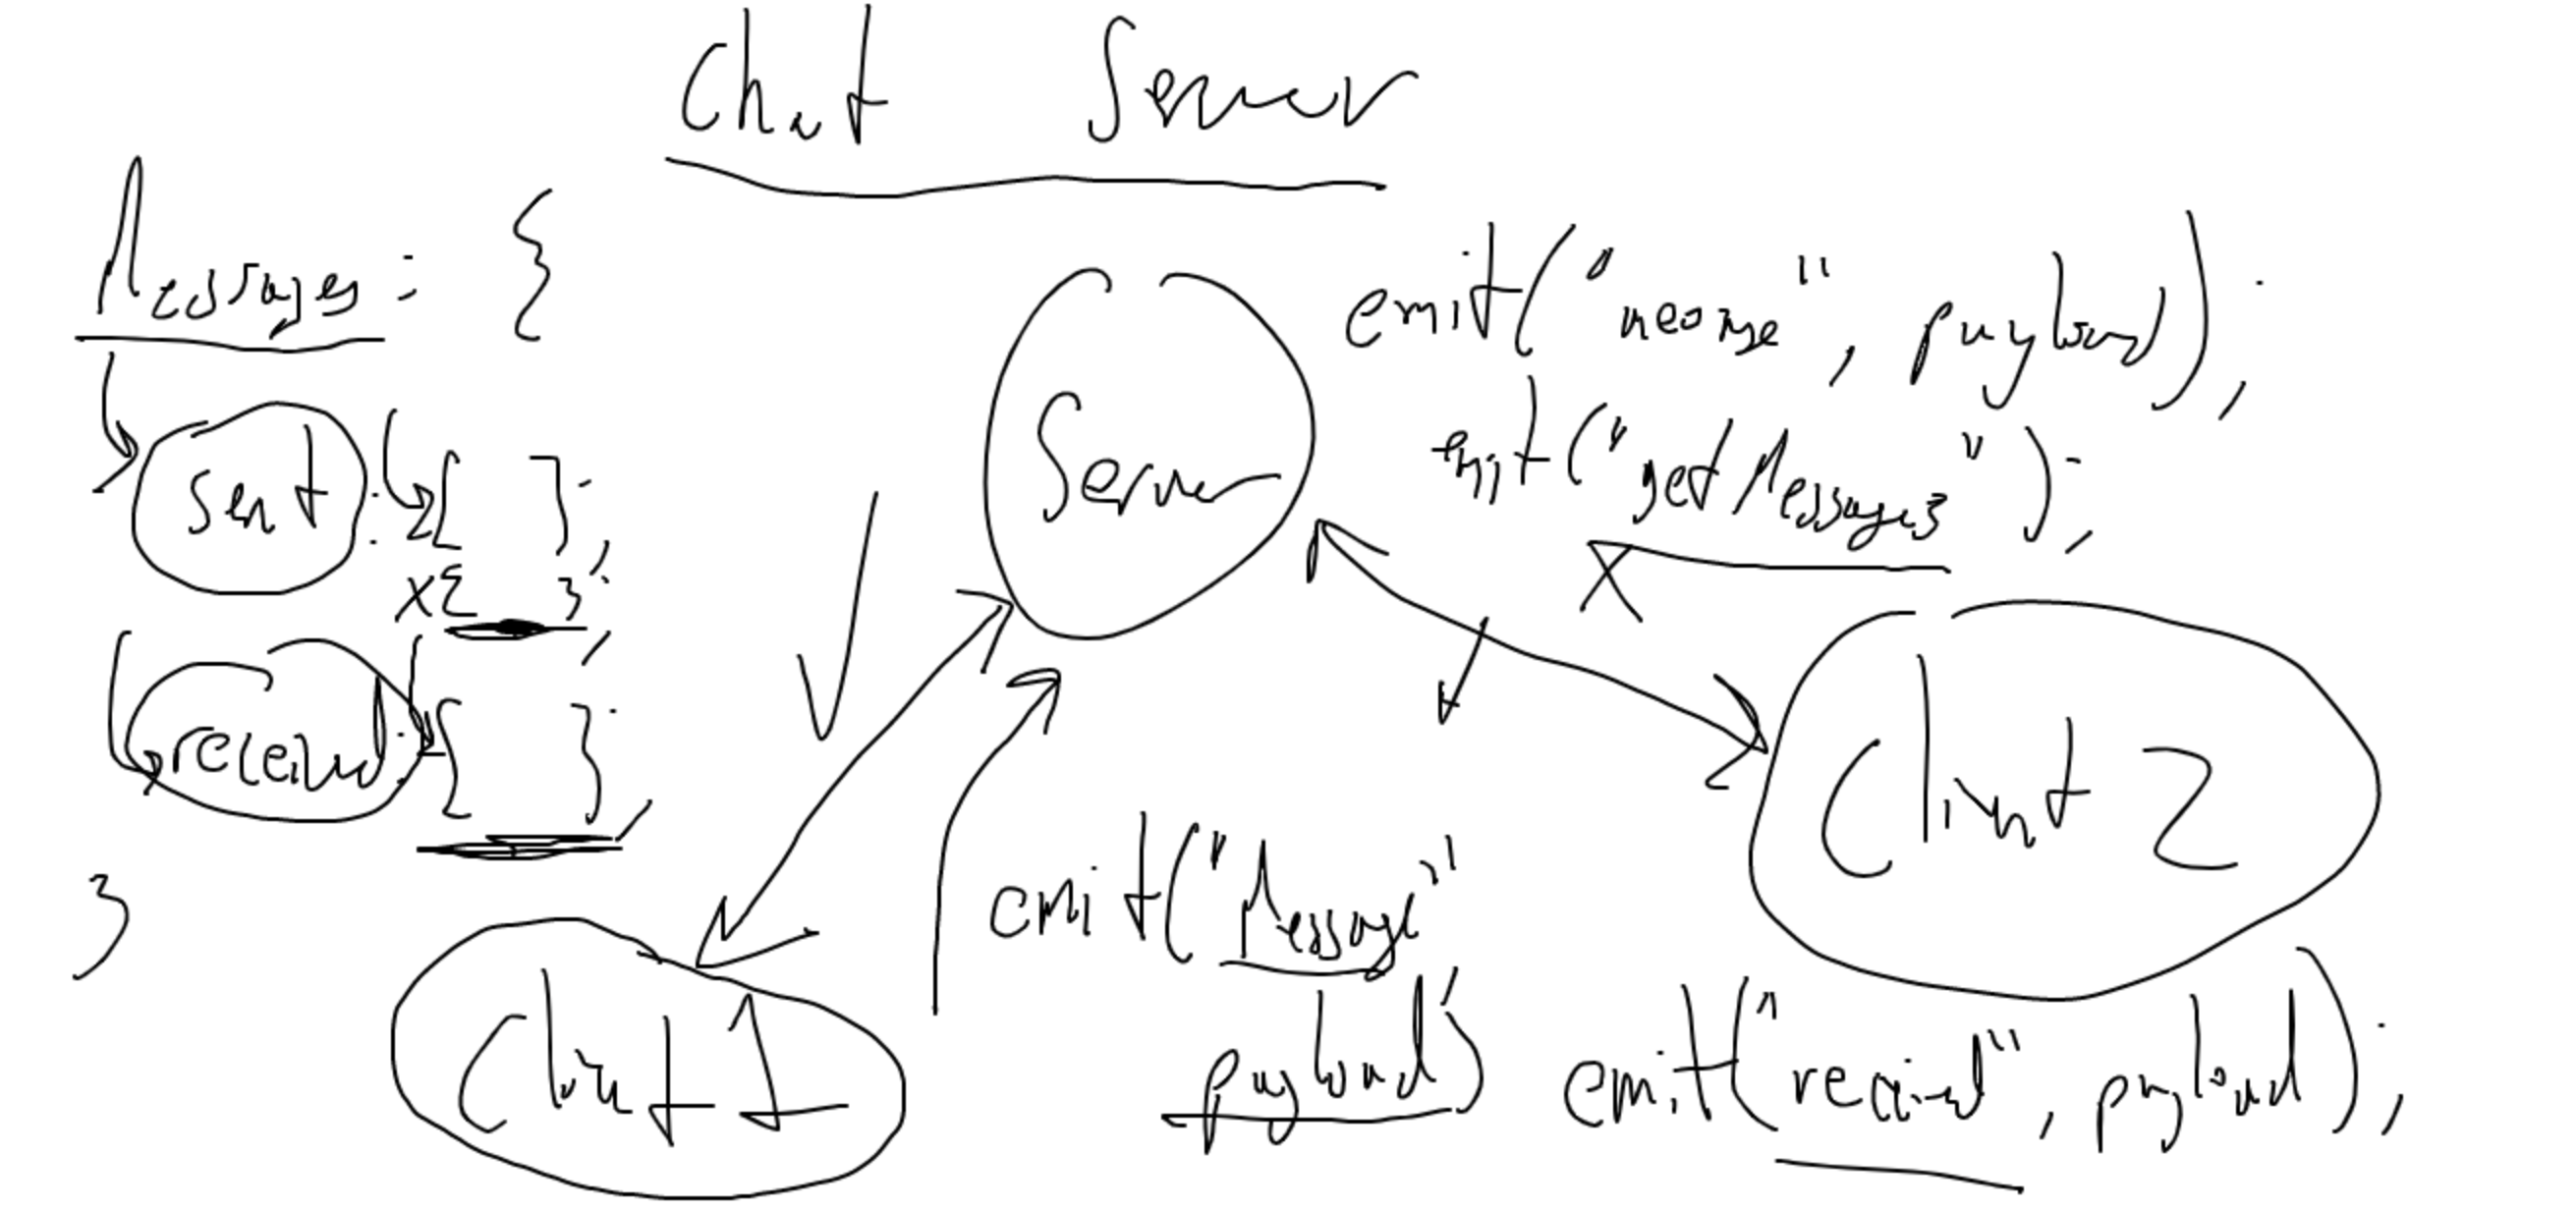 Chat Server
Messages: {
sent: [ ];
x{ };
received: { };
}
Server
emit("message", payload);
emit("getMessages");
Client 1
Client 2
emit("Message",
payload)
emit("recived", payload);